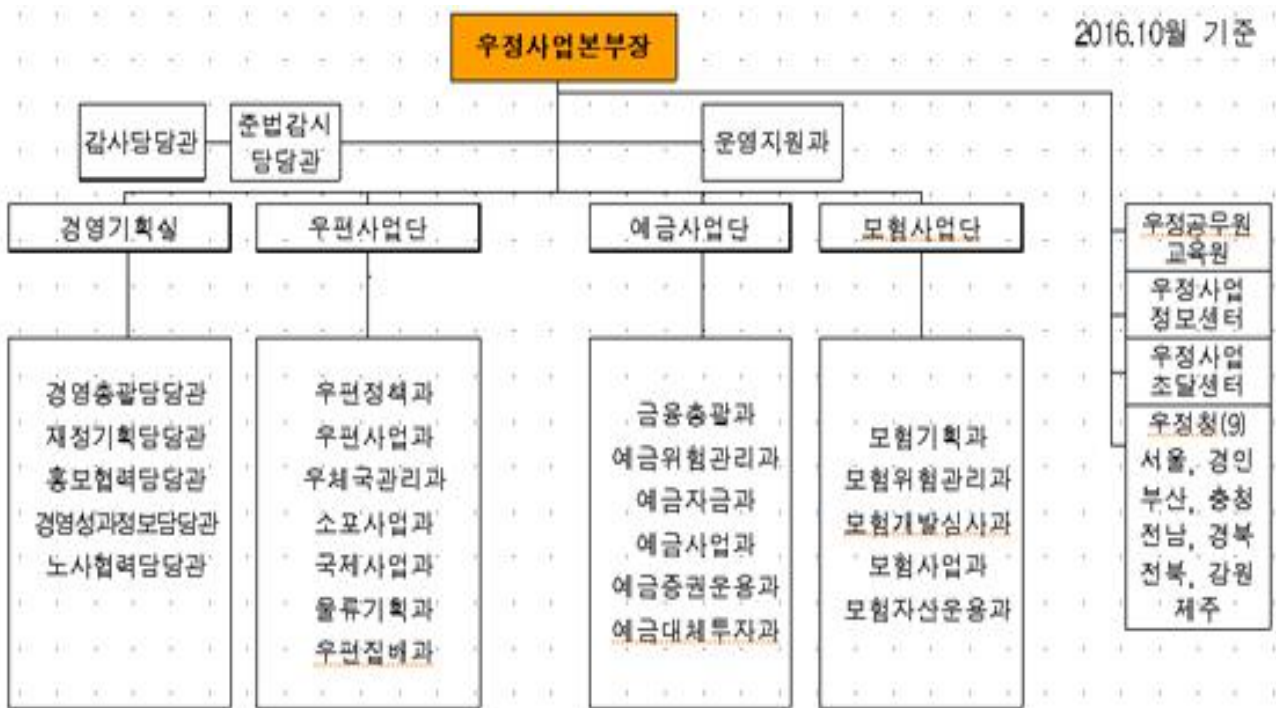 우정사업본부장
2016.10월 기준
감사담당관
준법감시
담당관
운영지원과
경영기획실
우편사업단
예금사업단
보험사업단
경영총괄담당관
재정기획담당관
홍보협력담당관
경영성과정보담당관
노사협력담당관
우편정책과
우편사업과
우체국관리과
소포사업과
국제사업과
물류기획과
우편집배과
금융총괄과
예금위험관리과
예금자금과
예금사업과
예금증권운용과
예금대체투자과
보험기획과
보험위험관리과
보험개발심사과
보험사업과
보험자산운용과
우정공무원
교육원
우정사업
정보센터
우정사업
조달센터
우정청(9)
서울, 경인
부산, 충청
전남, 경북
전북, 강원
제주